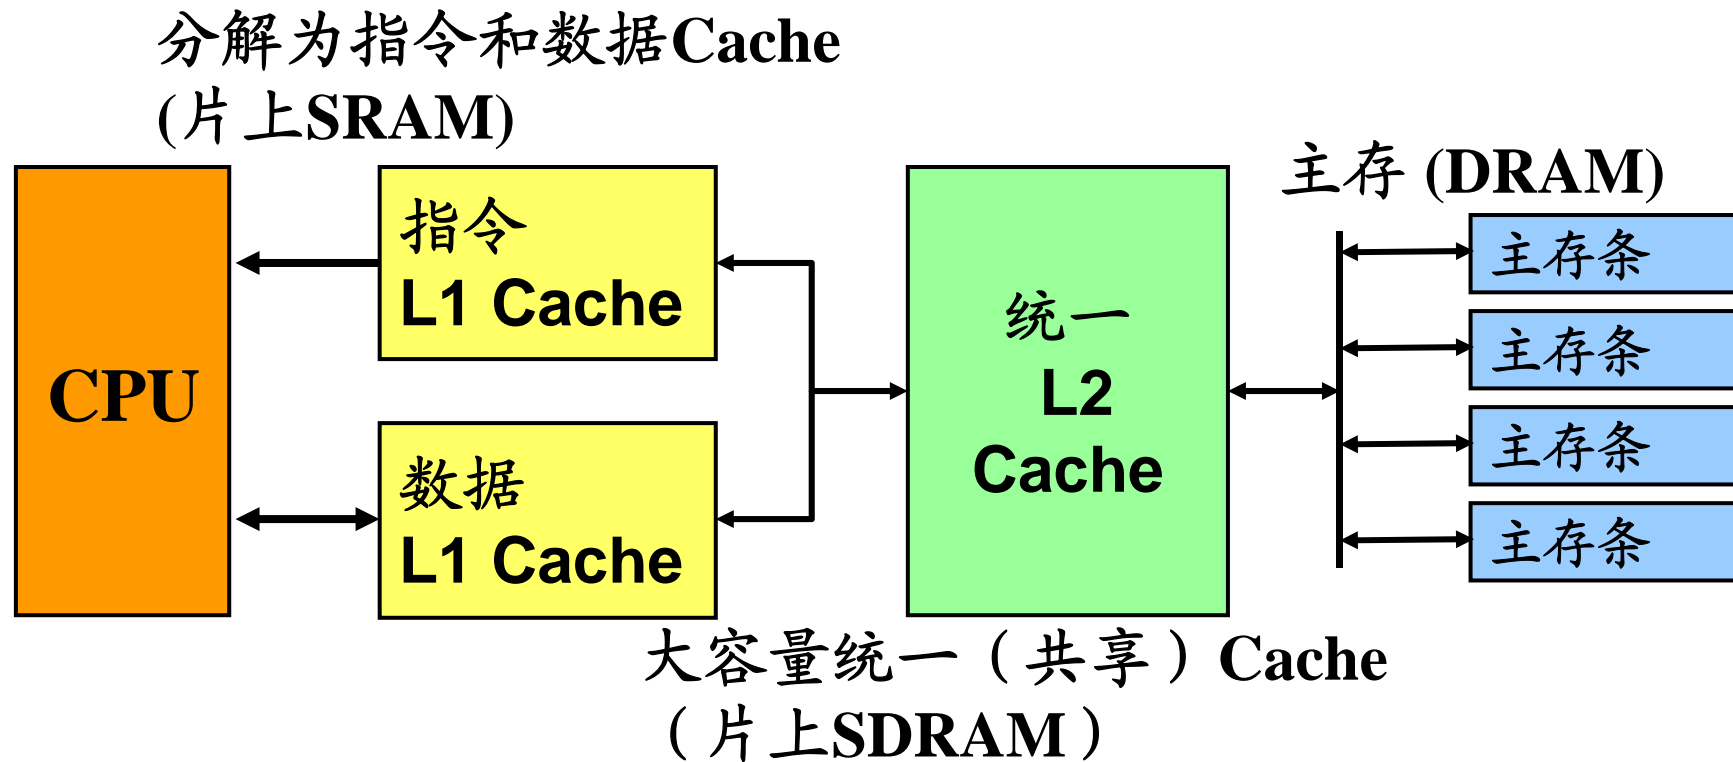 分解为指令和数据Cache
(片上SRAM)
主存 (DRAM)
CPU
指令
L1 Cache
数据
L1 Cache
统一
L2
Cache
主存条
主存条
主存条
主存条
大容量统一（共享）Cache
（片上SDRAM）